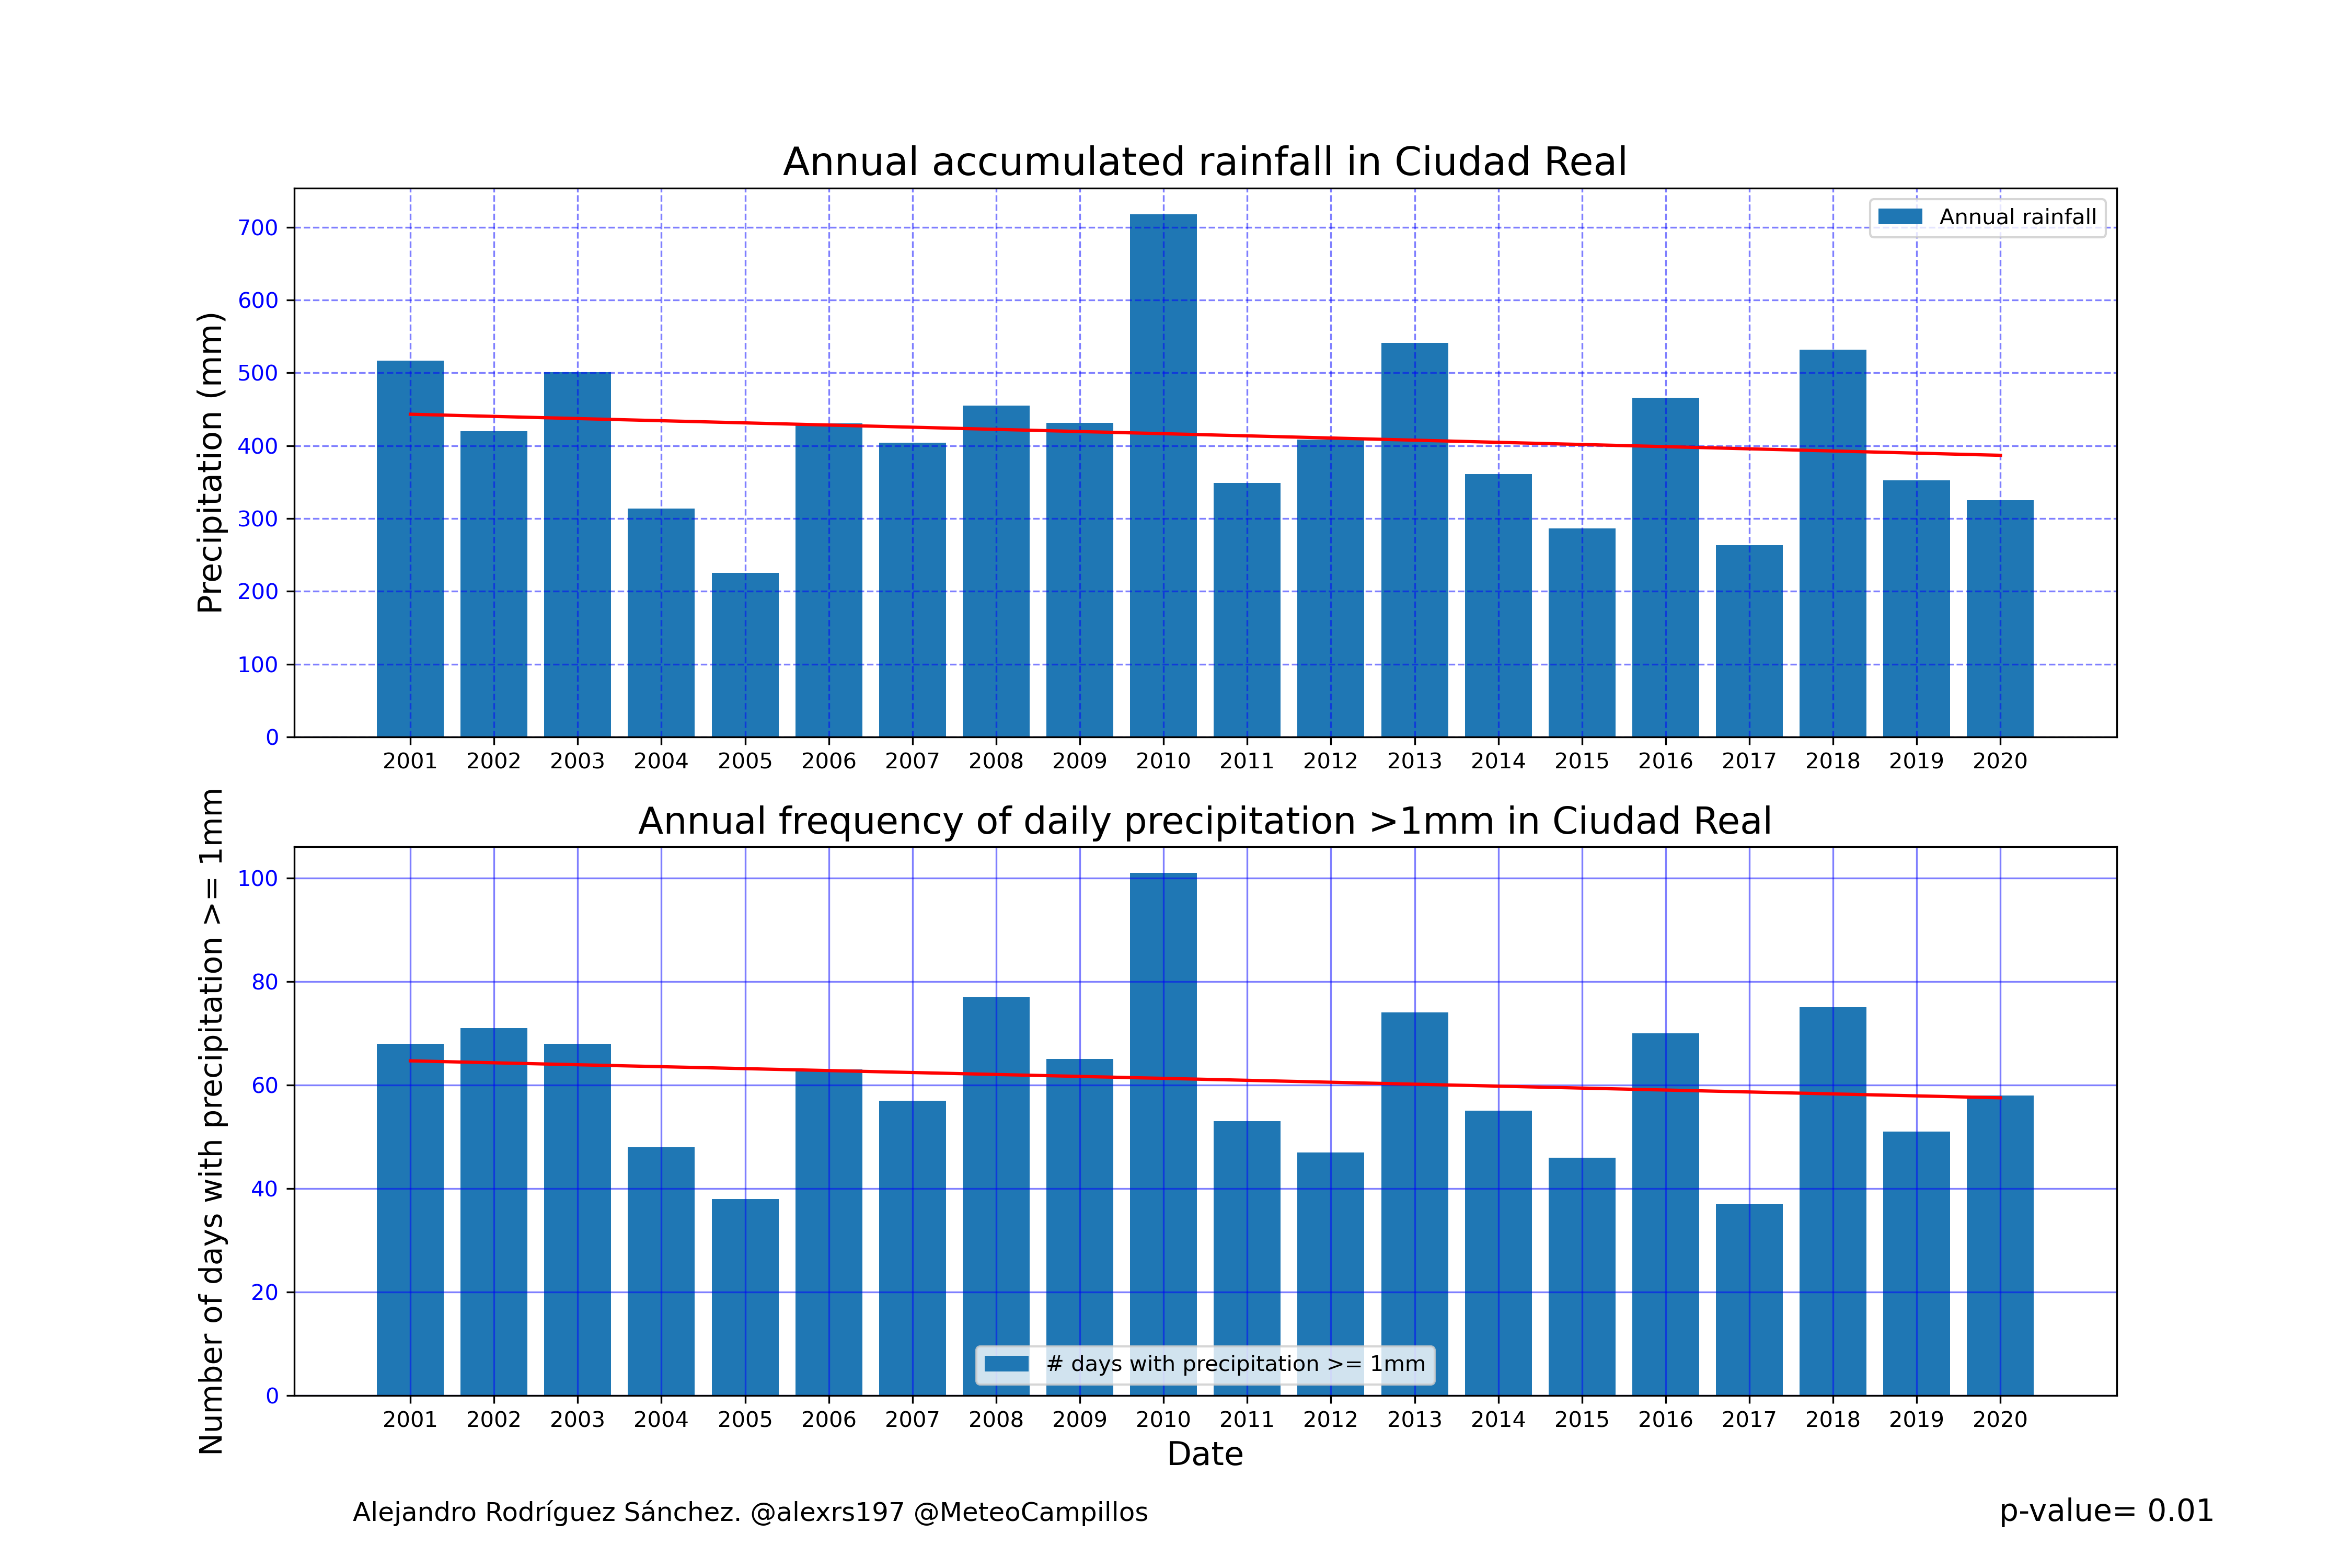 Annual accumulated rainfall in Ciudad Real
Precipitation (mm)
700
600
500
400
300
200
100
0
Annual rainfall
2001 2002 2003 2004 2005 2006 2007 2008 2009 2010 2011 2012 2013 2014 2015 2016 2017 2018 2019 2020
Annual frequency of daily precipitation >1mm in Ciudad Real
Number of days with precipitation >= 1mm
100
80
60
40
20
0
# days with precipitation >= 1mm
2001 2002 2003 2004 2005 2006 2007 2008 2009 2010 2011 2012 2013 2014 2015 2016 2017 2018 2019 2020
Date
Alejandro Rodríguez Sánchez. @alexrs197 @MeteoCampillos
p-value= 0.01